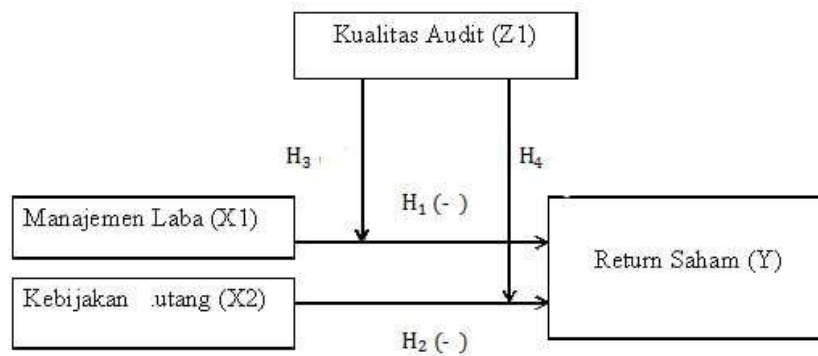 Kualitas Audit (Z1)
H₃
H₄
H₁ (- )
Manajemen Laba (X1)
Return Saham (Y)
Kebijakan .utang (X2)
H₂ (- )